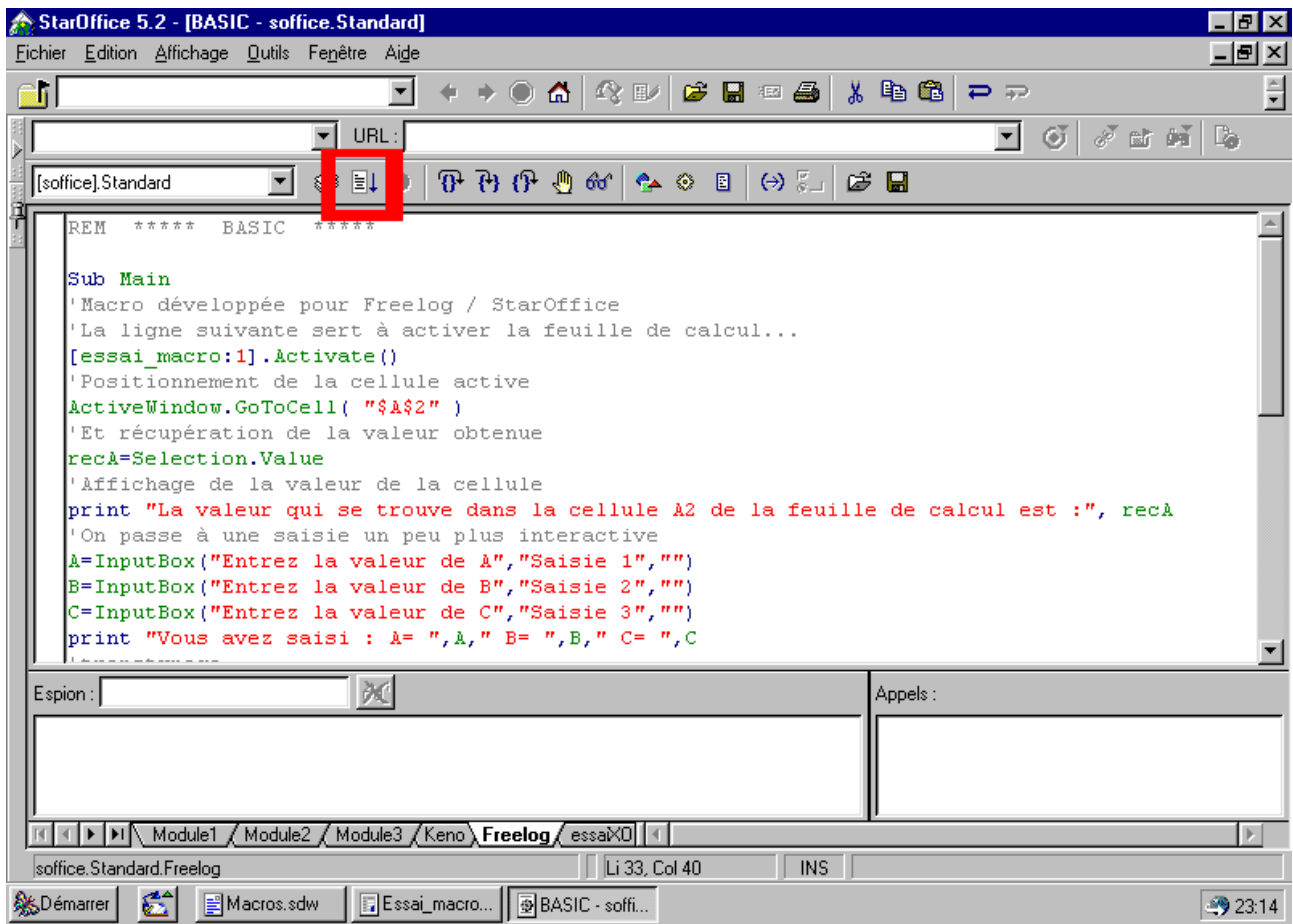 StarOffice 5.2 - [BASIC - soffice.Standard]
Fichier Edition Affichage Outils Fenêtre Aide
URL :
[soffice].Standard
REM ***** BASIC *****
Sub Main
'Macro développée pour Freelog / StarOffice
'La ligne suivante sert à activer la feuille de calcul...
[essai_macro:1].Activate()
'Positionnement de la cellule active
ActiveWindow.GoToCell( "$A$2" )
'Et récupération de la valeur obtenue
recA=Selection.Value
'Affichage de la valeur de la cellule
print "La valeur qui se trouve dans la cellule A2 de la feuille de calcul est :", recA
'On passe à une saisie un peu plus interactive
A=InputBox("Entrez la valeur de A","Saisie 1","")
B=InputBox("Entrez la valeur de B","Saisie 2","")
C=InputBox("Entrez la valeur de C","Saisie 3","")
print "Vous avez saisi : A= ",A," B= ",B," C= ",C
Espion :
Appels :
Module1 Module2 Module3 Keno Freelog essaiXO
soffice.Standard.Freelog Li 33, Col 40 INS
Démarrer Macros.sdw Essai_macro... BASIC - soffi... 23:14